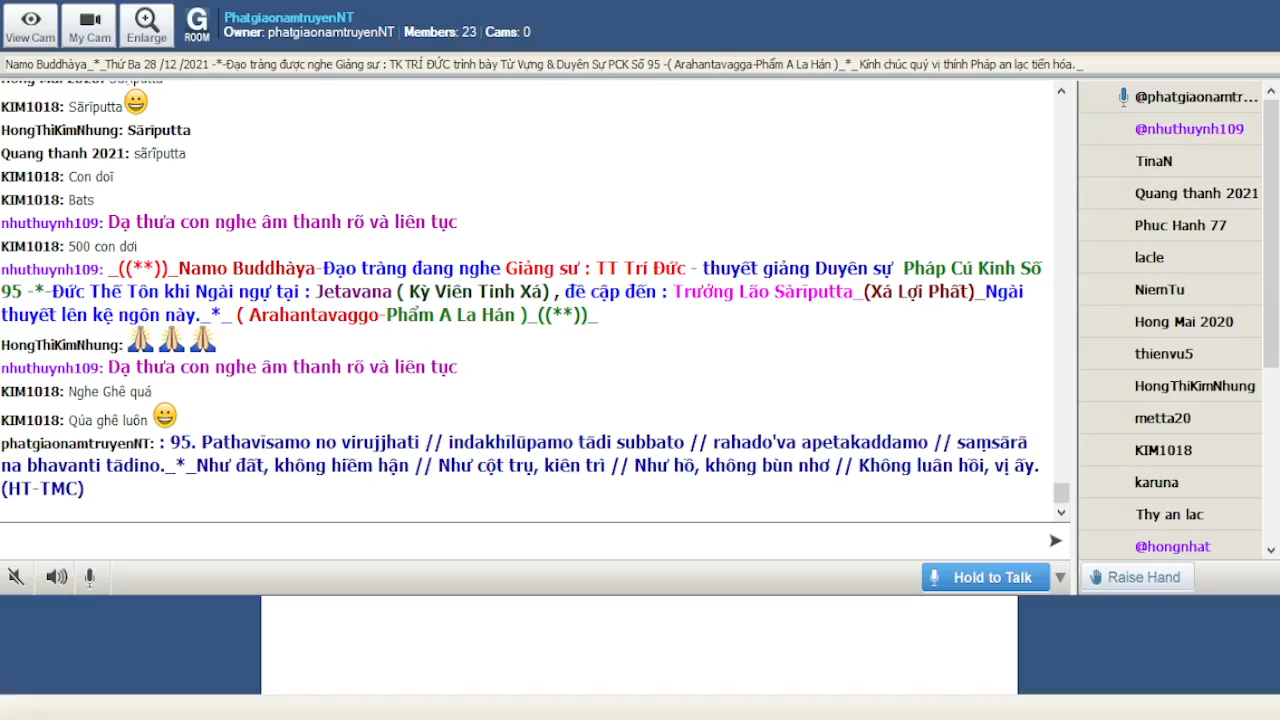 View Cam
My Cam
Enlarge
G
ROOM
PhatgiaonamtruyenNT
Owner: phatgiaonamtruyenNT | Members: 23 | Cams: 0
Namo Buddhàya_*_Thứ Ba 28 /12 /2021 -*-Đạo tràng được nghe Giảng sư : TK TRÍ ĐỨC trình bày Từ Vựng & Duyên Sự PCK Số 95 -( Arahantavagga-Phẩm A La Hán )_*_ Kính chúc quý vị thính Pháp an lạc tiến hóa._
KIM1018: Sārīputta
HongThiKimNhung: Sārīputta
Quang thanh 2021: sãrĩputta
KIM1018: Con doĩ
KIM1018: Bats
nhuthuynh109: Dạ thưa con nghe âm thanh rõ và liên tục
KIM1018: 500 con dơi
nhuthuynh109: _((**))_Namo Buddhàya-Đạo tràng đang nghe Giảng sư : TT Trí Đức - thuyết giảng Duyên sự Pháp Cú Kinh Số
95 -*-Đức Thế Tôn khi Ngài ngự tại : Jetavana ( Kỳ Viên Tinh Xá) , đề cập đến : Trưởng Lão Sàrīputta_(Xá Lợi Phất)_Ngài
thuyết lên kệ ngôn này._*_ ( Arahantavaggo-Phẩm A La Hán )_((**))_
HongThiKimNhung:
nhuthuynh109: Dạ thưa con nghe âm thanh rõ và liên tục
KIM1018: Nghe Ghê quá
KIM1018: Qúa ghê luôn
phatgiaonamtruyenNT: : 95. Pathavīsamo no virujjhati // indakhīlūpamo tādi subbato // rahado'va apetakaddamo // saṃsārā
na bhavanti tādino._*_Như đất, không hiềm hận // Như cột trụ, kiên trì // Như hồ, không bùn nhơ // Không luân hồi, vị ấy.
(HT-TMC)
@phatgiaonamtr...
@nhuthuynh109
TinaN
Quang thanh 2021
Phuc Hanh 77
lacle
NiemTu
Hong Mai 2020
thienvu5
HongThiKimNhung
metta20
KIM1018
karuna
Thy an lac
@hongnhat
Hold to Talk
Raise Hand